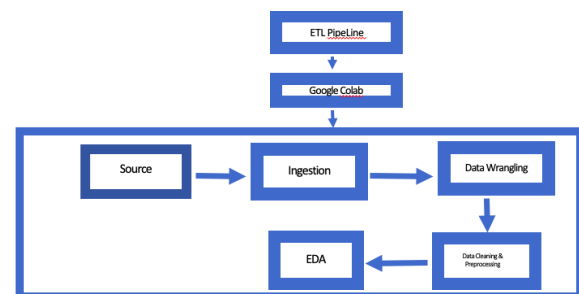 ETL PipeLine
Google Colab
Source
Ingestion
Data Wrangling
Data Cleaning &
Preprocessing
EDA